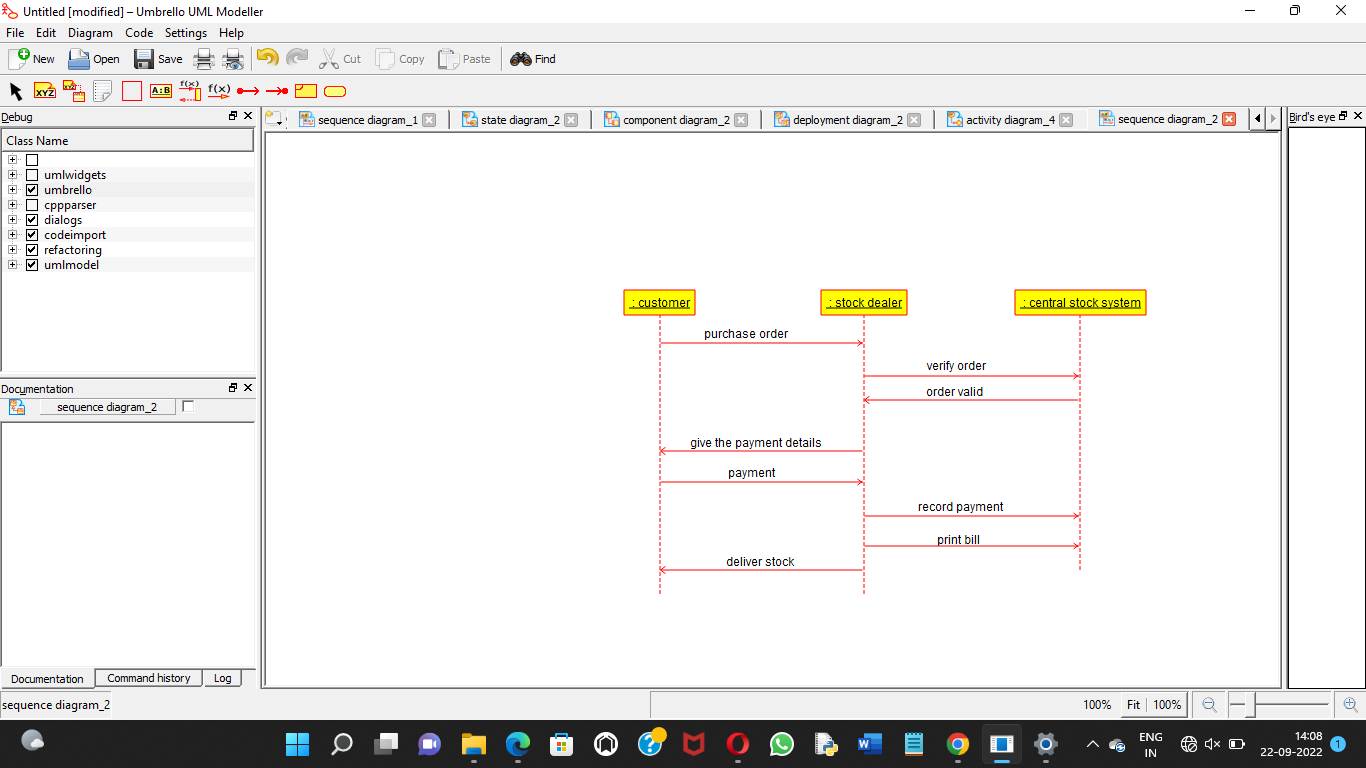 Untitled [modified] – Umbrello UML Modeller
File Edit Diagram Code Settings Help
New Open Save Cut Copy Paste Find
XYZ XYZ A:B f(x) f(x)
Debug
Class Name
umlwidgets
umbrello
cppparser
dialogs
codeimport
refactoring
umlmodel
Documentation
sequence diagram_2
Documentation Command history Log
sequence diagram_1 state diagram_2 component diagram_2 deployment diagram_2 activity diagram_4 sequence diagram_2
Bird's eye
: customer : stock dealer : central stock system
purchase order
verify order
order valid
give the payment details
payment
record payment
print bill
deliver stock
sequence diagram_2
100% Fit 100%
ENG
IN
14:08
22-09-2022
1